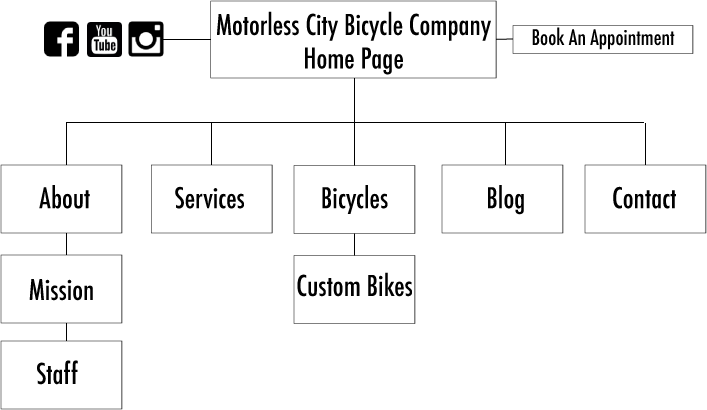 You
Tube
Motorless City Bicycle Company
Home Page
Book An Appointment
About
Services
Bicycles
Blog
Contact
Mission
Custom Bikes
Staff